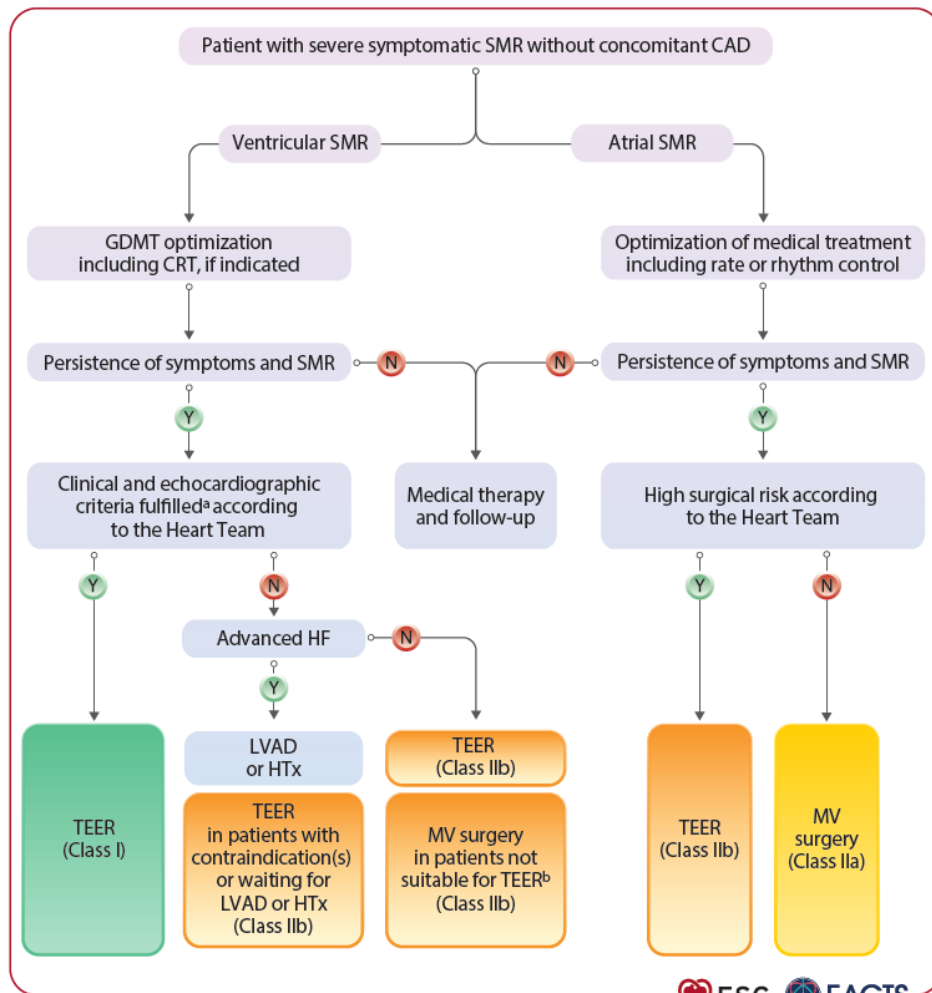 Patient with severe symptomatic SMR without concomitant CAD
Ventricular SMR
Atrial SMR
GDMT optimization
including CRT, if indicated
Optimization of medical treatment
including rate or rhythm control
Persistence of symptoms and SMR
N
N
Persistence of symptoms and SMR
Y
Y
Clinical and echocardiographic
criteria fulfilledᵃ according
to the Heart Team
Medical therapy
and follow-up
High surgical risk according
to the Heart Team
Y
N
Y
N
Advanced HF
N
Y
TEER
(Class I)
LVAD
or HTx
TEER
in patients with
contraindication(s)
or waiting for
LVAD or HTx
(Class IIb)
TEER
(Class IIb)
MV surgery
in patients not
suitable for TEERᵇ
(Class IIb)
TEER
(Class IIb)
MV
surgery
(Class IIa)